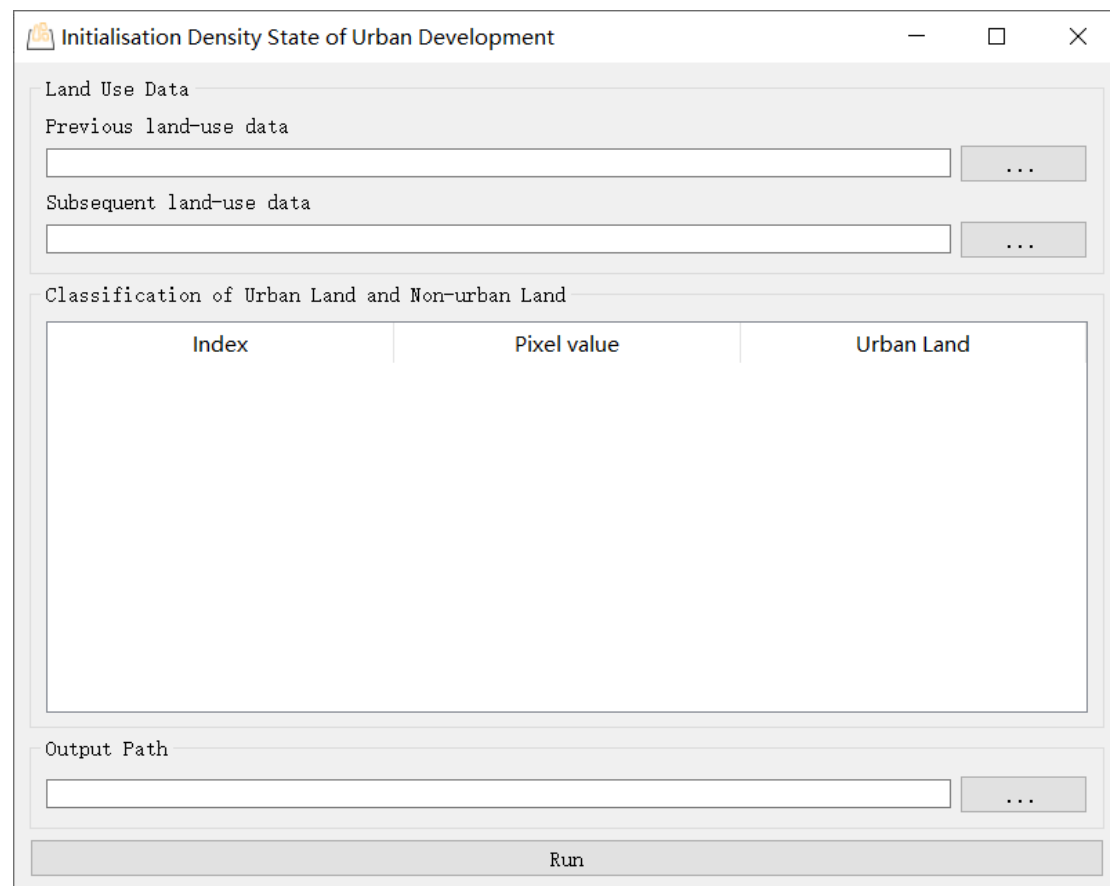 Initialisation Density State of Urban Development
Land Use Data
Previous land-use data
...
Subsequent land-use data
...
Classification of Urban Land and Non-urban Land
Index Pixel value Urban Land
Output Path
...
Run